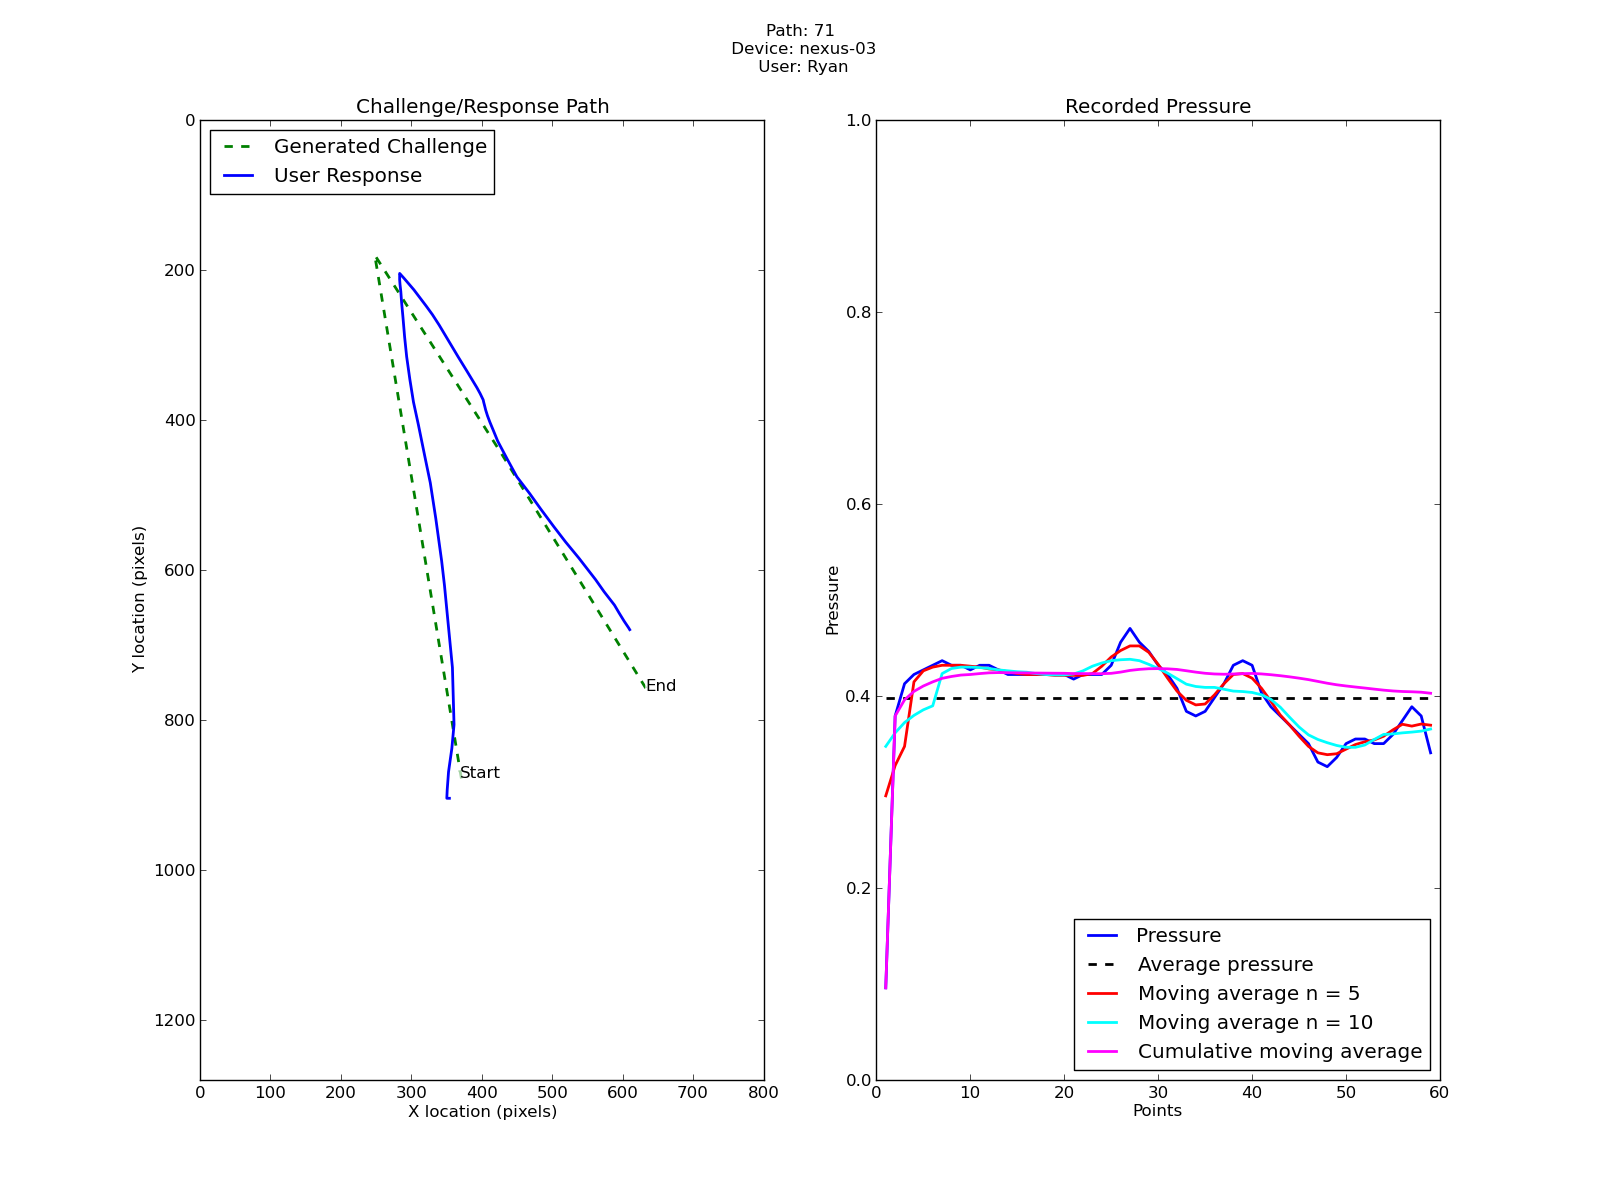 Path: 71
Device: nexus-03
User: Ryan
Challenge/Response Path
Generated Challenge
User Response
0
200
400
600
800
1000
1200
Y location (pixels)
Start
End
0 100 200 300 400 500 600 700 800
X location (pixels)
Recorded Pressure
1.0
0.8
0.6
0.4
0.2
0.0
Pressure
Pressure
Average pressure
Moving average n = 5
Moving average n = 10
Cumulative moving average
0 10 20 30 40 50 60
Points